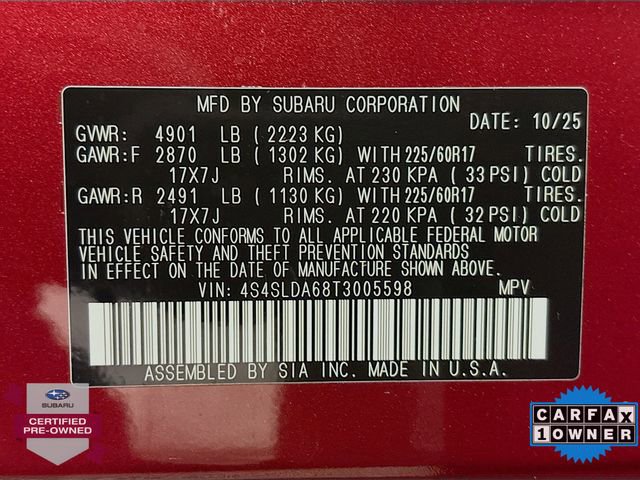 MFD BY SUBARU CORPORATION
DATE: 10/25
GVWR: 4901 LB ( 2223 KG)
GAWR:F 2870 LB ( 1302 KG) WITH 225/60R17 TIRES.
17X7J RIMS. AT 230 KPA ( 33 PSI) COLD
GAWR:R 2491 LB ( 1130 KG) WITH 225/60R17 TIRES.
17X7J RIMS. AT 220 KPA ( 32 PSI) COLD
THIS VEHICLE CONFORMS TO ALL APPLICABLE FEDERAL MOTOR
VEHICLE SAFETY AND THEFT PREVENTION STANDARDS
IN EFFECT ON THE DATE OF MANUFACTURE SHOWN ABOVE.
VIN: 4S4SLDA68T3005598 MPV
ASSEMBLED BY SIA INC. MADE IN U.S.A.
SUBARU
CERTIFIED
PRE-OWNED
CARFAX
1 OWNER